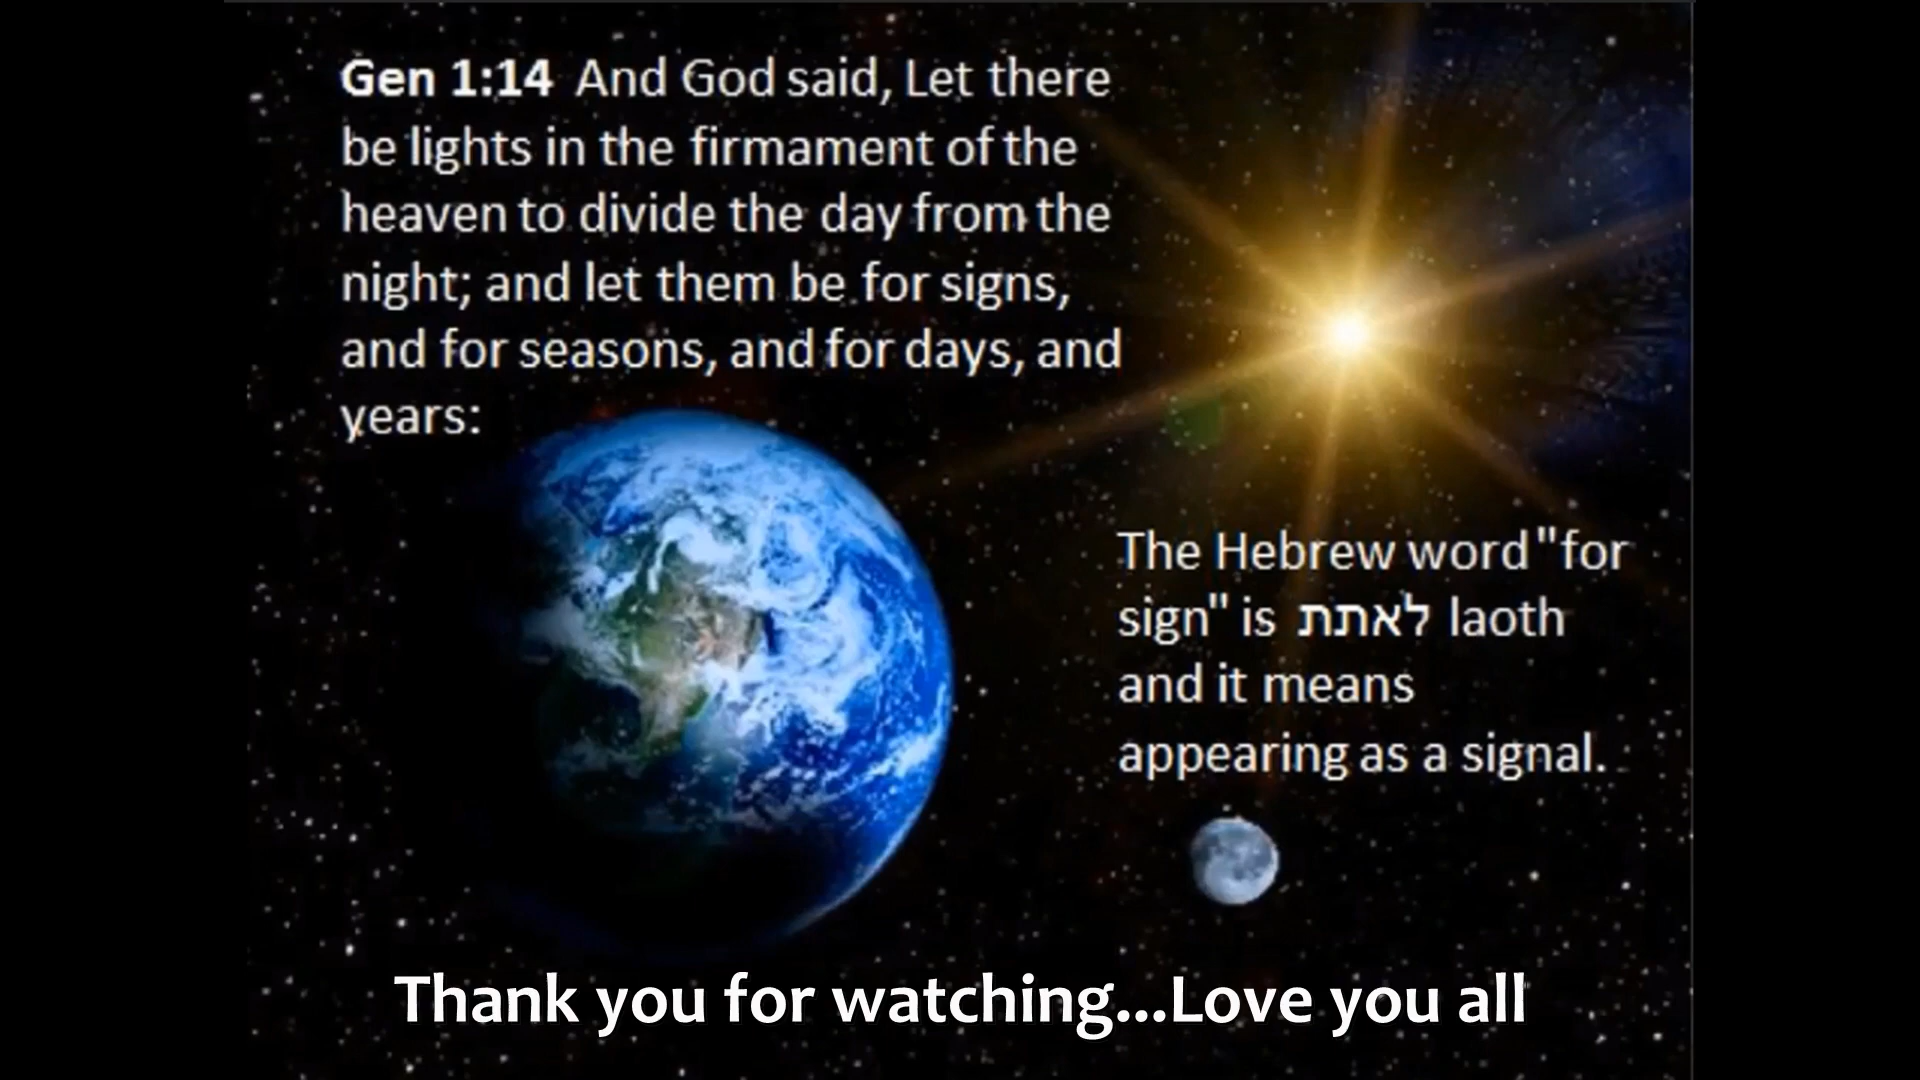 Gen 1:14 And God said, Let there
be lights in the firmament of the
heaven to divide the day from the
night; and let them be for signs,
and for seasons, and for days, and
years:
The Hebrew word "for
sign" is לאתת laoth
and it means
appearing as a signal.
Thank you for watching...Love you all